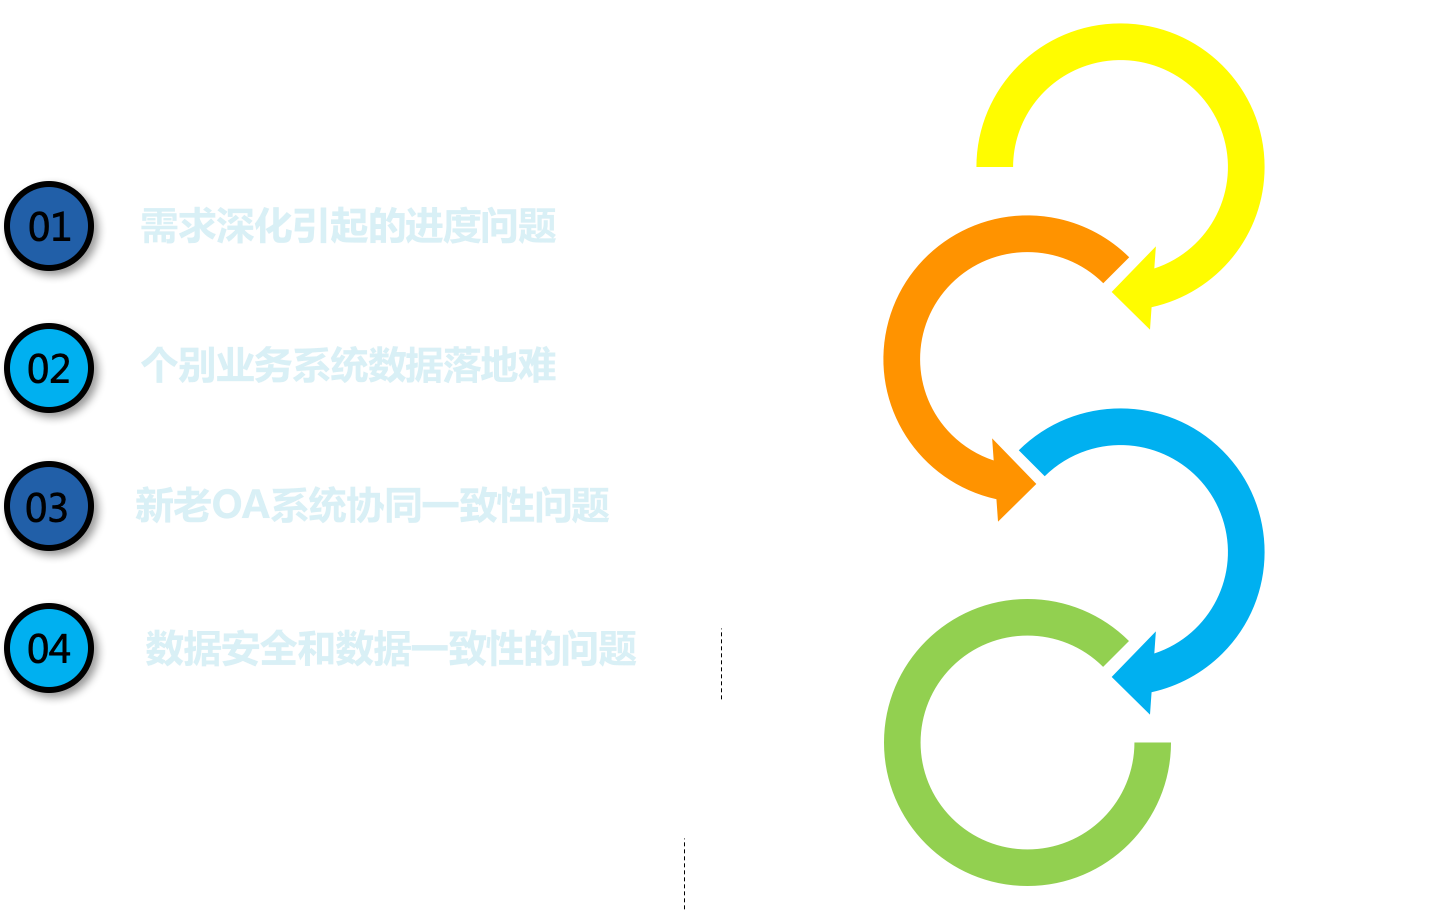 01
需求深化引起的进度问题
02
个别业务系统数据落地难
03
新老OA系统协同一致性问题
04
数据安全和数据一致性的问题